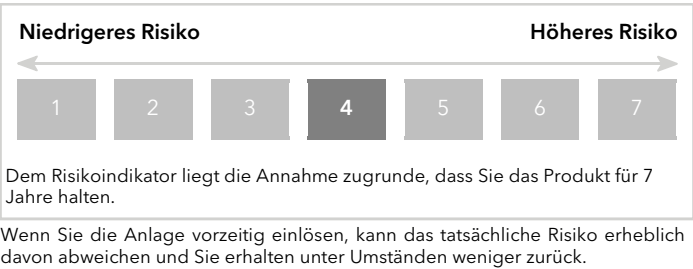 Niedrigeres Risiko Höheres Risiko
1 2 3 4 5 6 7
Dem Risikoindikator liegt die Annahme zugrunde, dass Sie das Produkt für 7
Jahre halten.
Wenn Sie die Anlage vorzeitig einlösen, kann das tatsächliche Risiko erheblich
davon abweichen und Sie erhalten unter Umständen weniger zurück.